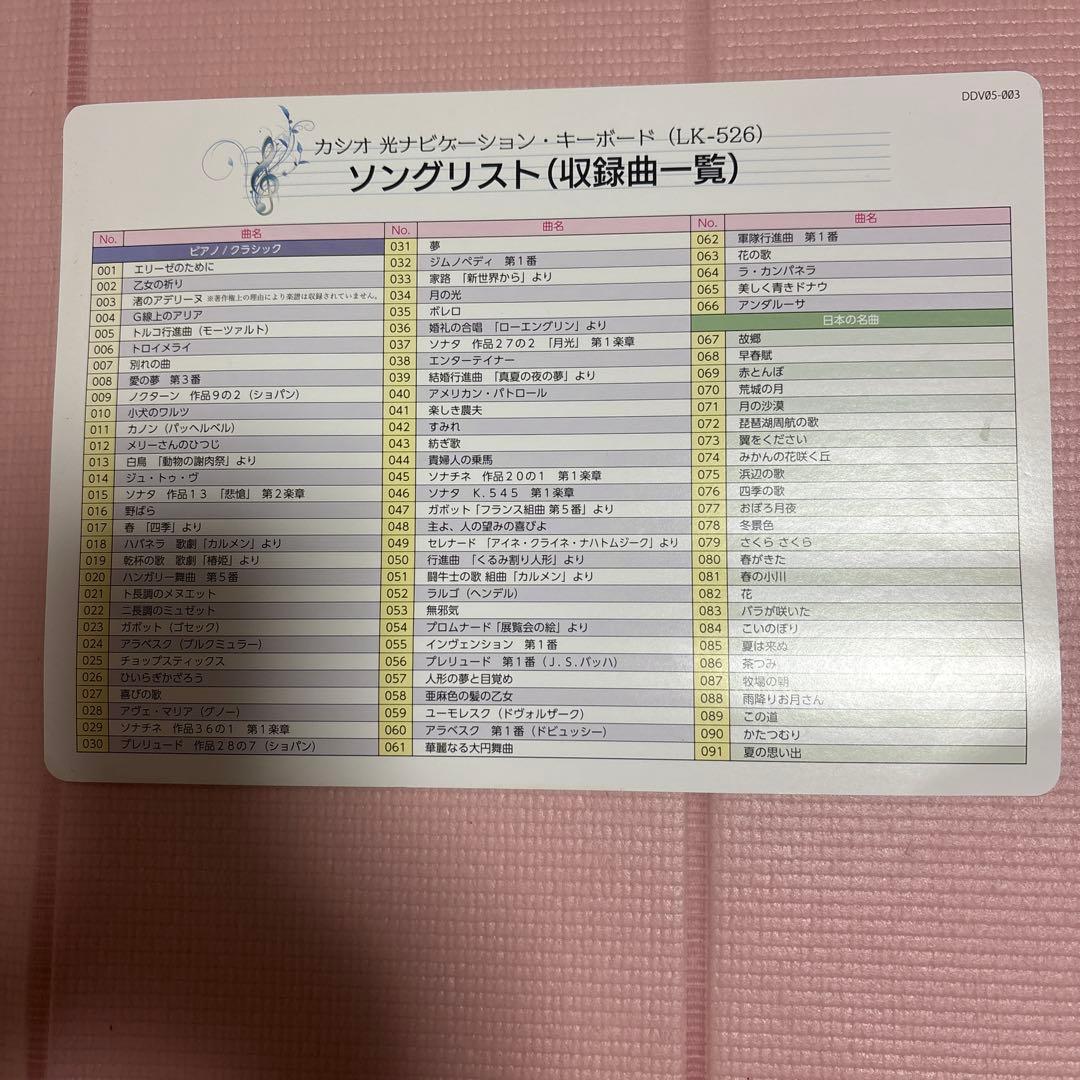 DDV05-003
カシオ 光ナビゲーション・キーボード（LK-526）
ソングリスト（収録曲一覧）
No. 曲名
ピアノ / クラシック
001 エリーゼのために
002 乙女の祈り
003 渚のアデリーヌ ※著作権上の理由により楽譜は収録されていません。
004 G線上のアリア
005 トルコ行進曲（モーツァルト）
006 トロイメライ
007 別れの曲
008 愛の夢　第３番
009 ノクターン　作品９の２（ショパン）
010 小犬のワルツ
011 カノン（パッヘルベル）
012 メリーさんのひつじ
013 白鳥 「動物の謝肉祭」より
014 ジュ・トゥ・ヴ
015 ソナタ　作品１３　「悲愴」　第２楽章
016 野ばら
017 春 「四季」より
018 ハバネラ　歌劇「カルメン」より
019 乾杯の歌　歌劇「椿姫」より
020 ハンガリー舞曲　第５番
021 ト長調のメヌエット
022 ニ長調のミュゼット
023 ガボット（ゴセック）
024 アラベスク（ブルクミュラー）
025 チョップスティックス
026 ひいらぎかざろう
027 喜びの歌
028 アヴェ・マリア（グノー）
029 ソナチネ　作品３６の１　第１楽章
030 プレリュード　作品２８の７（ショパン）
No. 曲名
031 夢
032 ジムノペディ　第１番
033 家路 「新世界から」より
034 月の光
035 ボレロ
036 婚礼の合唱 「ローエングリン」より
037 ソナタ　作品２７の２　「月光」　第１楽章
038 エンターテイナー
039 結婚行進曲 「真夏の夜の夢」より
040 アメリカン・パトロール
041 楽しき農夫
042 すみれ
043 紡ぎ歌
044 貴婦人の乗馬
045 ソナチネ　作品２０の１　第１楽章
046 ソナタ　K.５４５　第１楽章
047 ガボット「フランス組曲 第５番」より
048 主よ、人の望みの喜びよ
049 セレナード 「アイネ・クライネ・ナハトムジーク」より
050 行進曲 「くるみ割り人形」より
051 闘牛士の歌 組曲「カルメン」より
052 ラルゴ（ヘンデル）
053 無邪気
054 プロムナード「展覧会の絵」より
055 インヴェンション　第１番
056 プレリュード　第１番（J.S.バッハ）
057 人形の夢と目覚め
058 亜麻色の髪の乙女
059 ユーモレスク（ドヴォルザーク）
060 アラベスク　第１番（ドビュッシー）
061 華麗なる大円舞曲
No. 曲名
062 軍隊行進曲　第１番
063 花の歌
064 ラ・カンパネラ
065 美しく青きドナウ
066 アンダルーサ
日本の名曲
067 故郷
068 早春賦
069 赤とんぼ
070 荒城の月
071 月の沙漠
072 琵琶湖周航の歌
073 翼をください
074 みかんの花咲く丘
075 浜辺の歌
076 四季の歌
077 おぼろ月夜
078 冬景色
079 さくら さくら
080 春がきた
081 春の小川
082 花
083 バラが咲いた
084 こいのぼり
085 夏は来ぬ
086 茶つみ
087 牧場の朝
088 雨降りお月さん
089 この道
090 かたつむり
091 夏の思い出